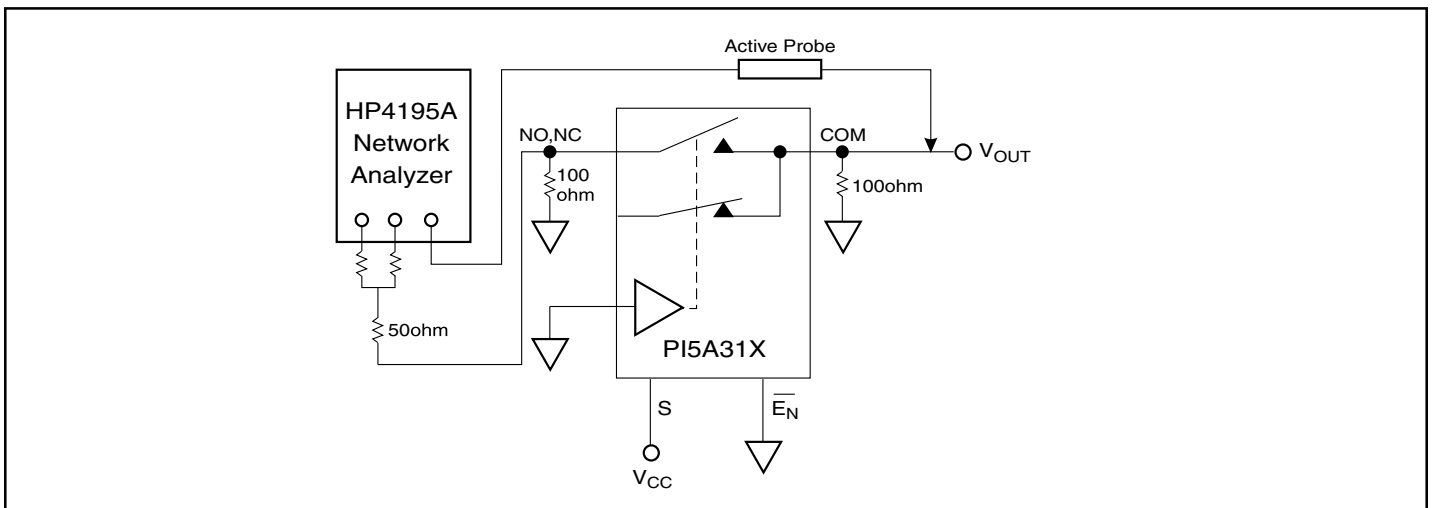 Active Probe
HP4195A
Network
Analyzer
NO,NC
COM
VOUT
100
ohm
100ohm
50ohm
PI5A31X
S
EN
VCC